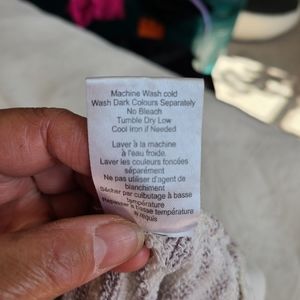 Machine Wash cold
Wash Dark Colours Separately
No Bleach
Tumble Dry Low
Cool Iron if Needed
Laver à la machine
à l'eau froide.
Laver les couleurs foncées
séparément
Ne pas utiliser d'agent de
blanchiment
Sécher par culbutage à basse
température
Repasser à basse température
si requis